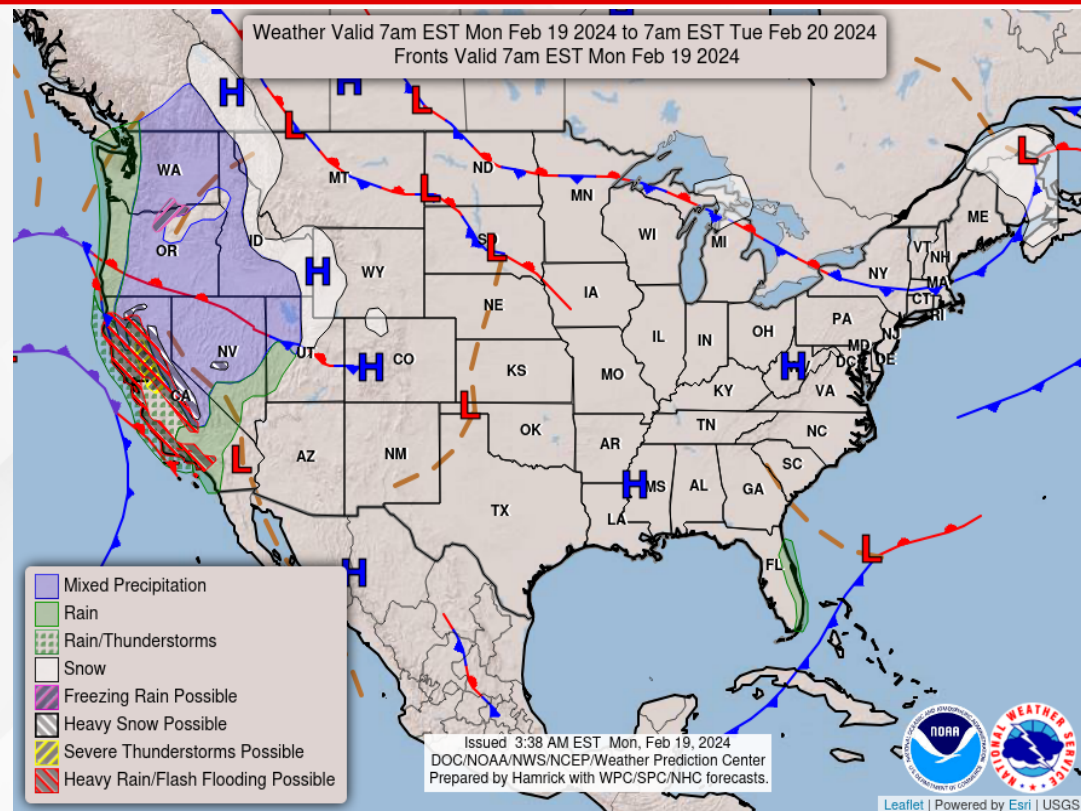 Weather Valid 7am EST Mon Feb 19 2024 to 7am EST Tue Feb 20 2024
Fronts Valid 7am EST Mon Feb 19 2024
H
H
L
L
WA
MT
ND
MN
L
ME
L
OR
ID
WY
SD
L
WI
MI
VT
NH
NY
MA
CT
RI
H
NE
IA
PA
NJ
IL
IN
OH
MD
DE
DC
NV
UT
H
CO
KS
MO
H
VA
KY
CA
L
TN
NC
OK
AR
L
AZ
NM
SC
H
MS
AL
GA
TX
LA
L
FL
H
Mixed Precipitation
Rain
Rain/Thunderstorms
Snow
Freezing Rain Possible
Heavy Snow Possible
Severe Thunderstorms Possible
Heavy Rain/Flash Flooding Possible
Issued 3:38 AM EST Mon, Feb 19, 2024
DOC/NOAA/NWS/NCEP/Weather Prediction Center
Prepared by Hamrick with WPC/SPC/NHC forecasts.
NOAA
NATIONAL WEATHER SERVICE
Leaflet | Powered by Esri | USGS